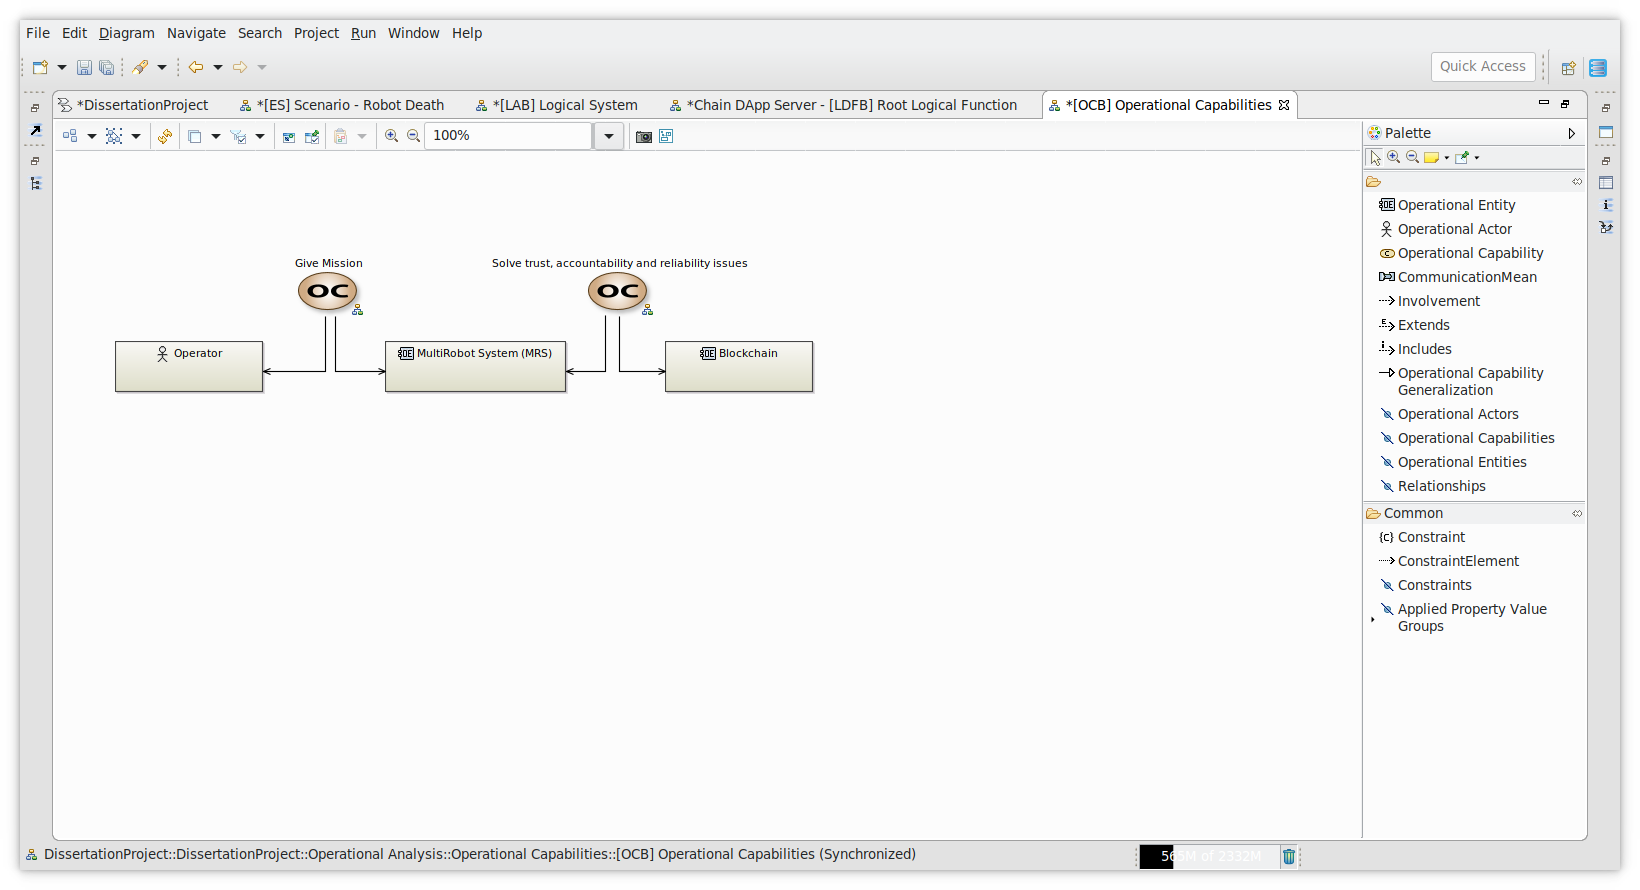 File Edit Diagram Navigate Search Project Run Window Help
Quick Access
*DissertationProject *[ES] Scenario - Robot Death *[LAB] Logical System *Chain DApp Server - [LDFB] Root Logical Function *[OCB] Operational Capabilities
100%
Palette
Give Mission
OC
Solve trust, accountability and reliability issues
OC
Operator
OE MultiRobot System (MRS)
OE Blockchain
OE Operational Entity
Operational Actor
C Operational Capability
CommunicationMean
Involvement
E Extends
i Includes
Operational Capability
Generalization
Operational Actors
Operational Capabilities
Operational Entities
Relationships
Common
{c} Constraint
ConstraintElement
Constraints
Applied Property Value
Groups
DissertationProject::DissertationProject::Operational Analysis::Operational Capabilities::[OCB] Operational Capabilities (Synchronized)
565M of 2332M